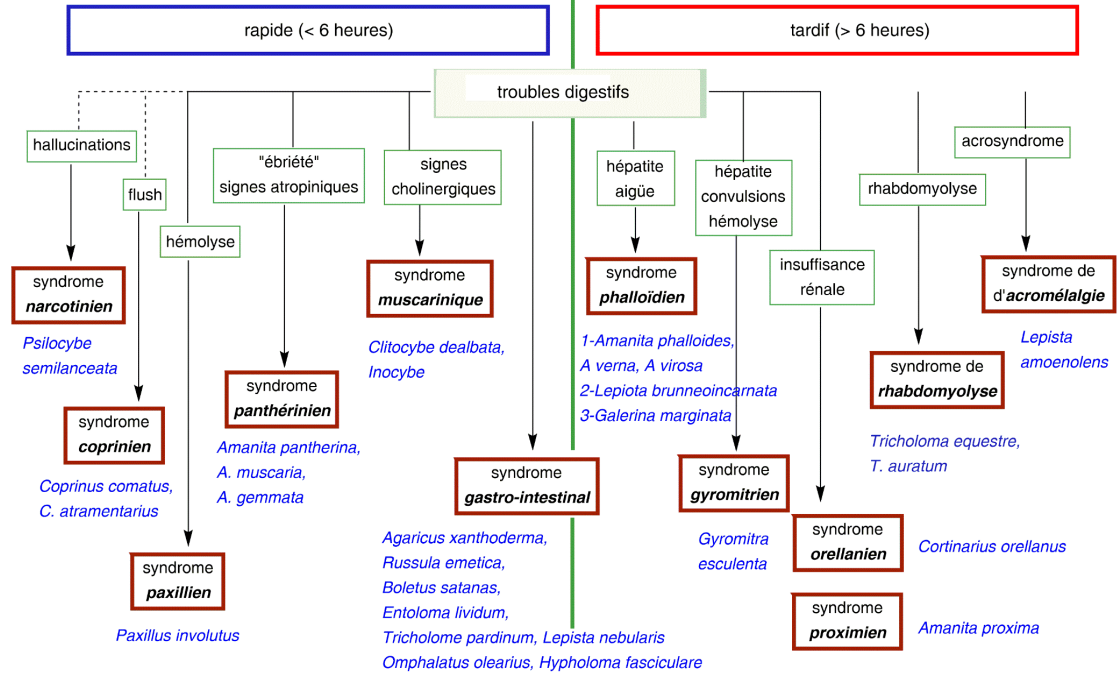 rapide (< 6 heures)
tardif (> 6 heures)
troubles digestifs
hallucinations
flush
hémolyse
"ébriété"
signes atropiniques
signes
cholinergiques
hépatite
aigüe
hépatite
convulsions
hémolyse
insuffisance
rénale
rhabdomyolyse
acrosyndrome
syndrome
narcotinien
Psilocybe
semilanceata
syndrome
coprinien
Coprinus comatus,
C. atramentarius
syndrome
paxillien
Paxillus involutus
syndrome
panthérinien
Amanita pantherina,
A. muscaria,
A. gemmata
syndrome
muscarinique
Clitocybe dealbata,
Inocybe
syndrome
gastro-intestinal
Agaricus xanthoderma,
Russula emetica,
Boletus satanas,
Entoloma lividum,
Tricholome pardinum, Lepista nebularis
Omphalatus olearius, Hypholoma fasciculare
syndrome
phalloïdien
1-Amanita phalloides,
A verna, A virosa
2-Lepiota brunneoincarnata
3-Galerina marginata
syndrome
gyromitrien
Gyromitra
esculenta
syndrome
orellanien
Cortinarius orellanus
syndrome
proximien
Amanita proxima
syndrome de
rhabdomyolyse
Tricholoma equestre,
T. auratum
syndrome de
d'acromélalgie
Lepista
amoenolens